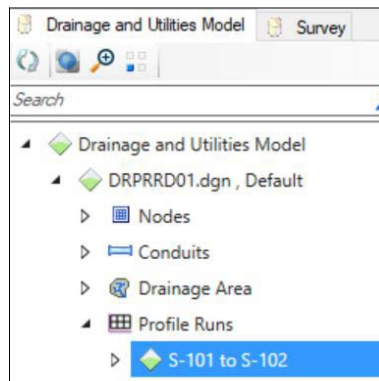 Drainage and Utilities Model Survey
Search
Drainage and Utilities Model
DRPRRD01.dgn , Default
Nodes
Conduits
Drainage Area
Profile Runs
S-101 to S-102